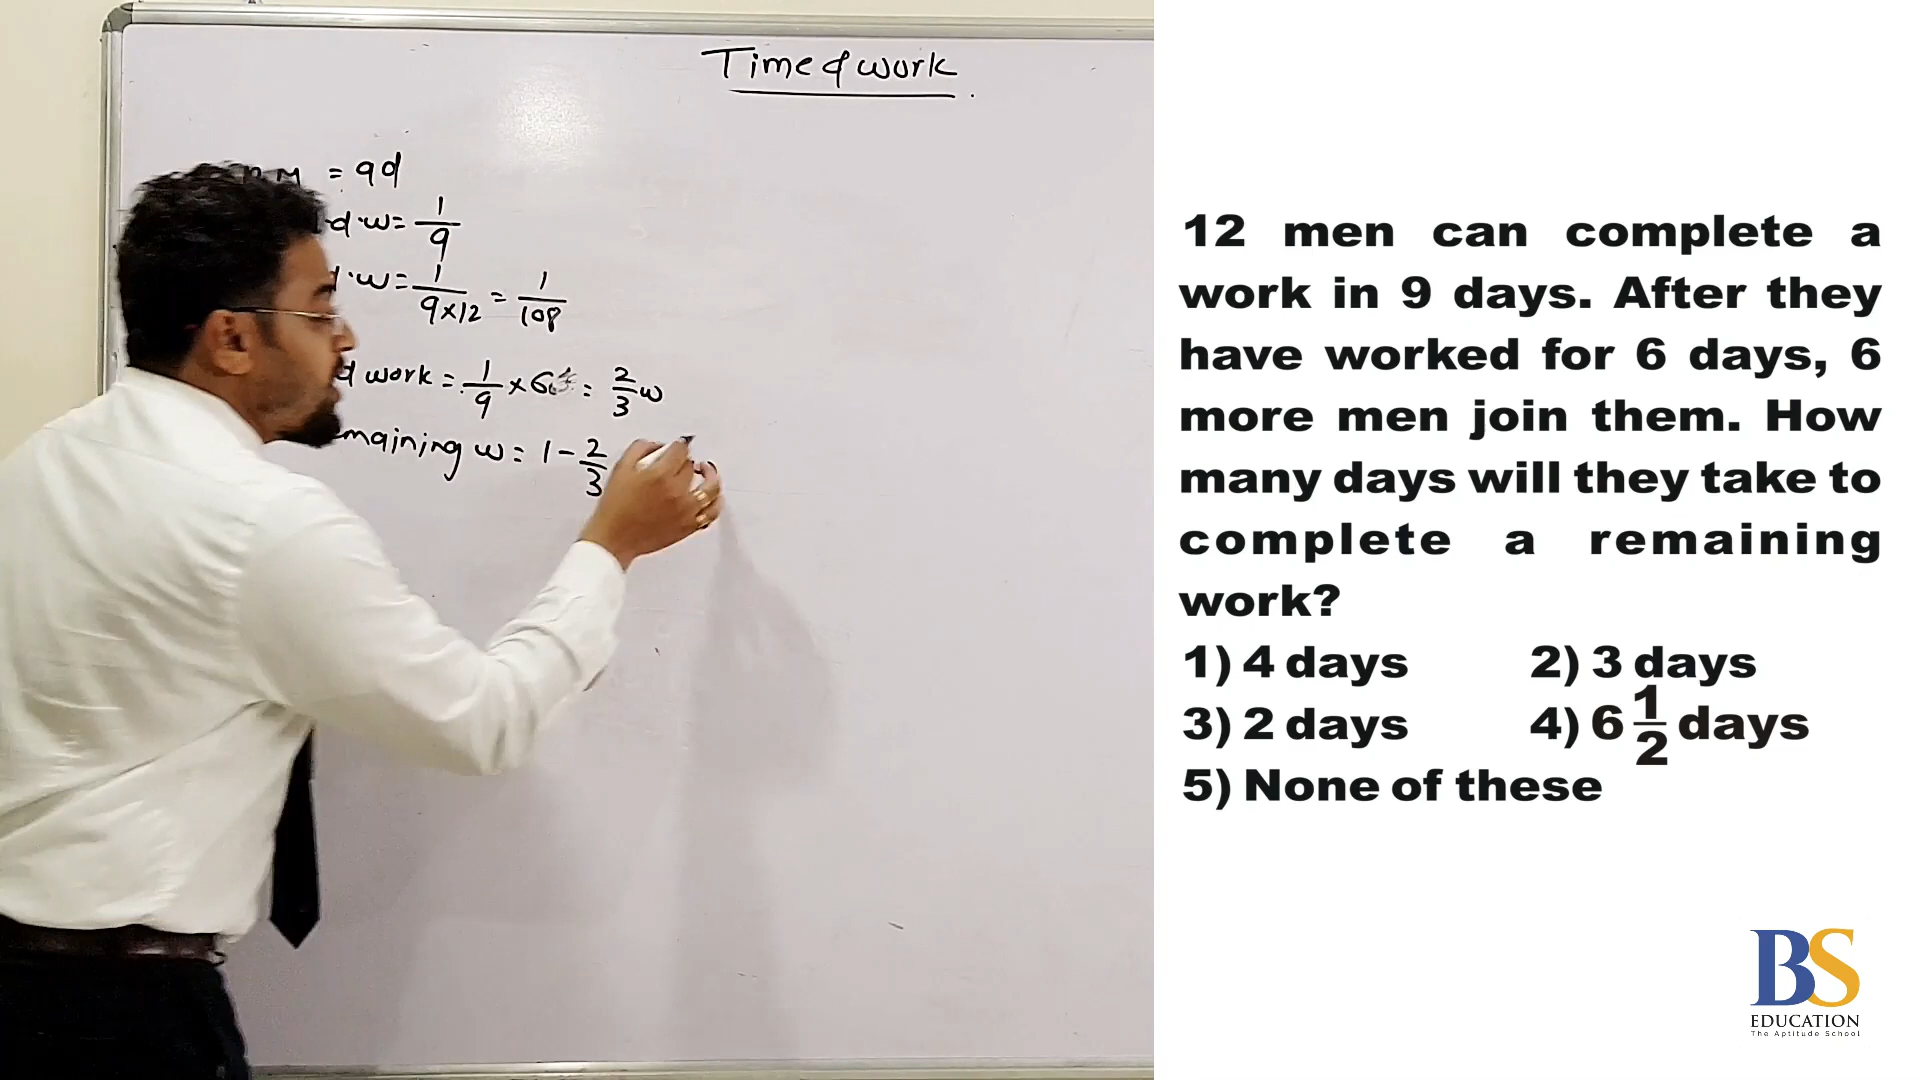 Time & work
M = 9d
d.w = 1/9
.w = 1/(9×12) = 1/108
d work = 1/9 × 6 = 2/3 w
maining w = 1 - 2/3
12 men can complete a
work in 9 days. After they
have worked for 6 days, 6
more men join them. How
many days will they take to
complete a remaining
work?
1) 4 days 2) 3 days
3) 2 days 4) 6 1/2 days
5) None of these
BS
EDUCATION
The Aptitude School